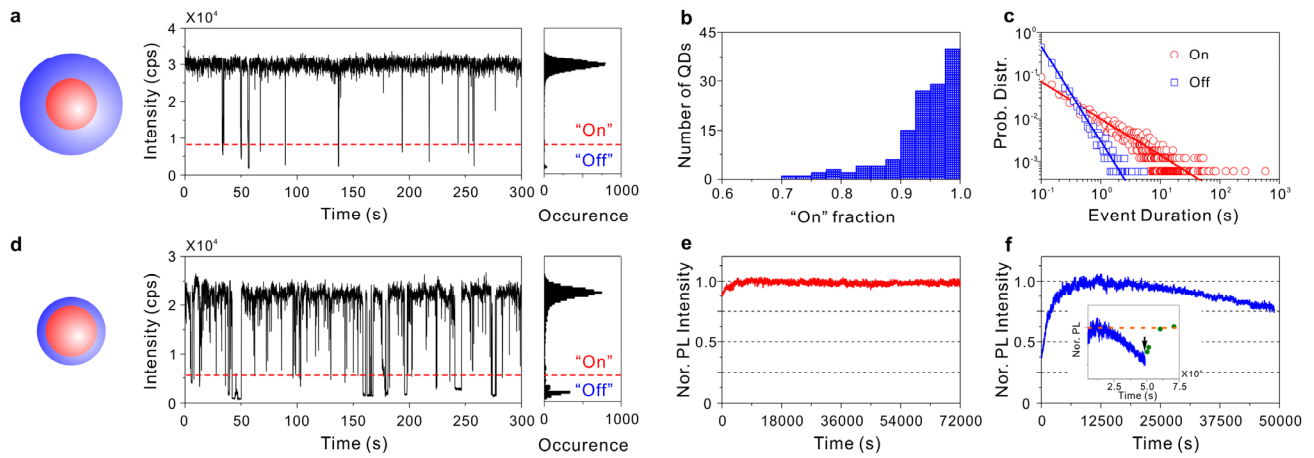 a
X10⁴
4
3
2
1
0
Intensity (cps)
"On"
"Off"
0 50 100 150 200 250 300
Time (s)
0 1000
Occurence
b
45
30
15
0
Number of QDs
0.6 0.7 0.8 0.9 1.0
"On" fraction
c
10⁰
10⁻¹
10⁻²
10⁻³
Prob. Distr.
On
Off
10⁻¹ 10⁰ 10¹ 10² 10³
Event Duration (s)
d
X10⁴
3
2
1
0
Intensity (cps)
"On"
"Off"
0 50 100 150 200 250 300
Time (s)
0 1000
Occurence
e
1.0
0.5
0
Nor. PL Intensity
0 18000 36000 54000 72000
Time (s)
f
1.0
0.5
0
Nor. PL Intensity
Nor. PL
X10⁴
2.5 5.0 7.5
Time (s)
0 12500 25000 37500 50000
Time (s)